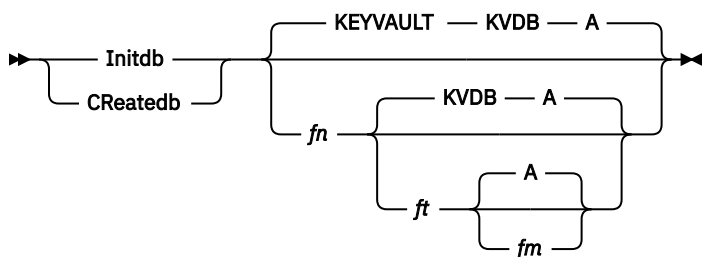 KEYVAULT KVDB A
Initdb
CReatedb
KVDB A
fn
A
ft
fm